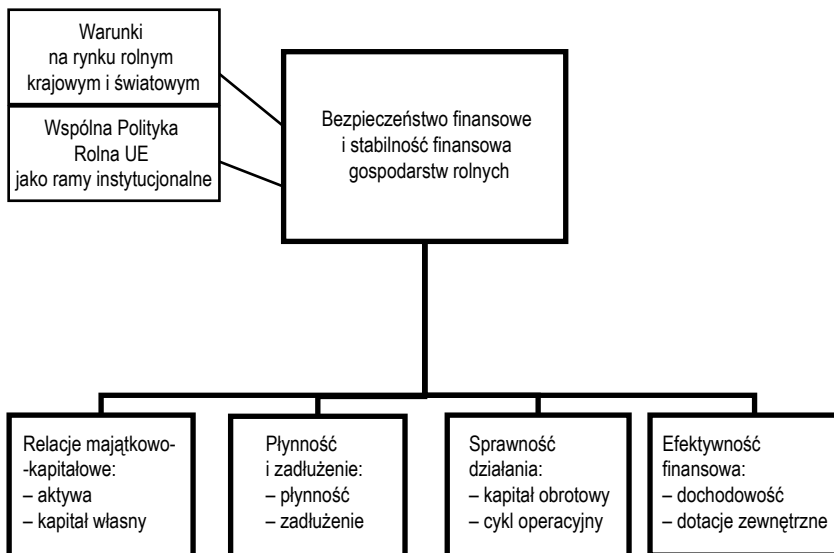 Warunki
na rynku rolnym
krajowym i światowym
Wspólna Polityka
Rolna UE
jako ramy instytucjonalne
Bezpieczeństwo finansowe
i stabilność finansowa
gospodarstw rolnych
Relacje majątkowo-
-kapitałowe:
– aktywa
– kapitał własny
Płynność
i zadłużenie:
– płynność
– zadłużenie
Sprawność
działania:
– kapitał obrotowy
– cykl operacyjny
Efektywność
finansowa:
– dochodowość
– dotacje zewnętrzne